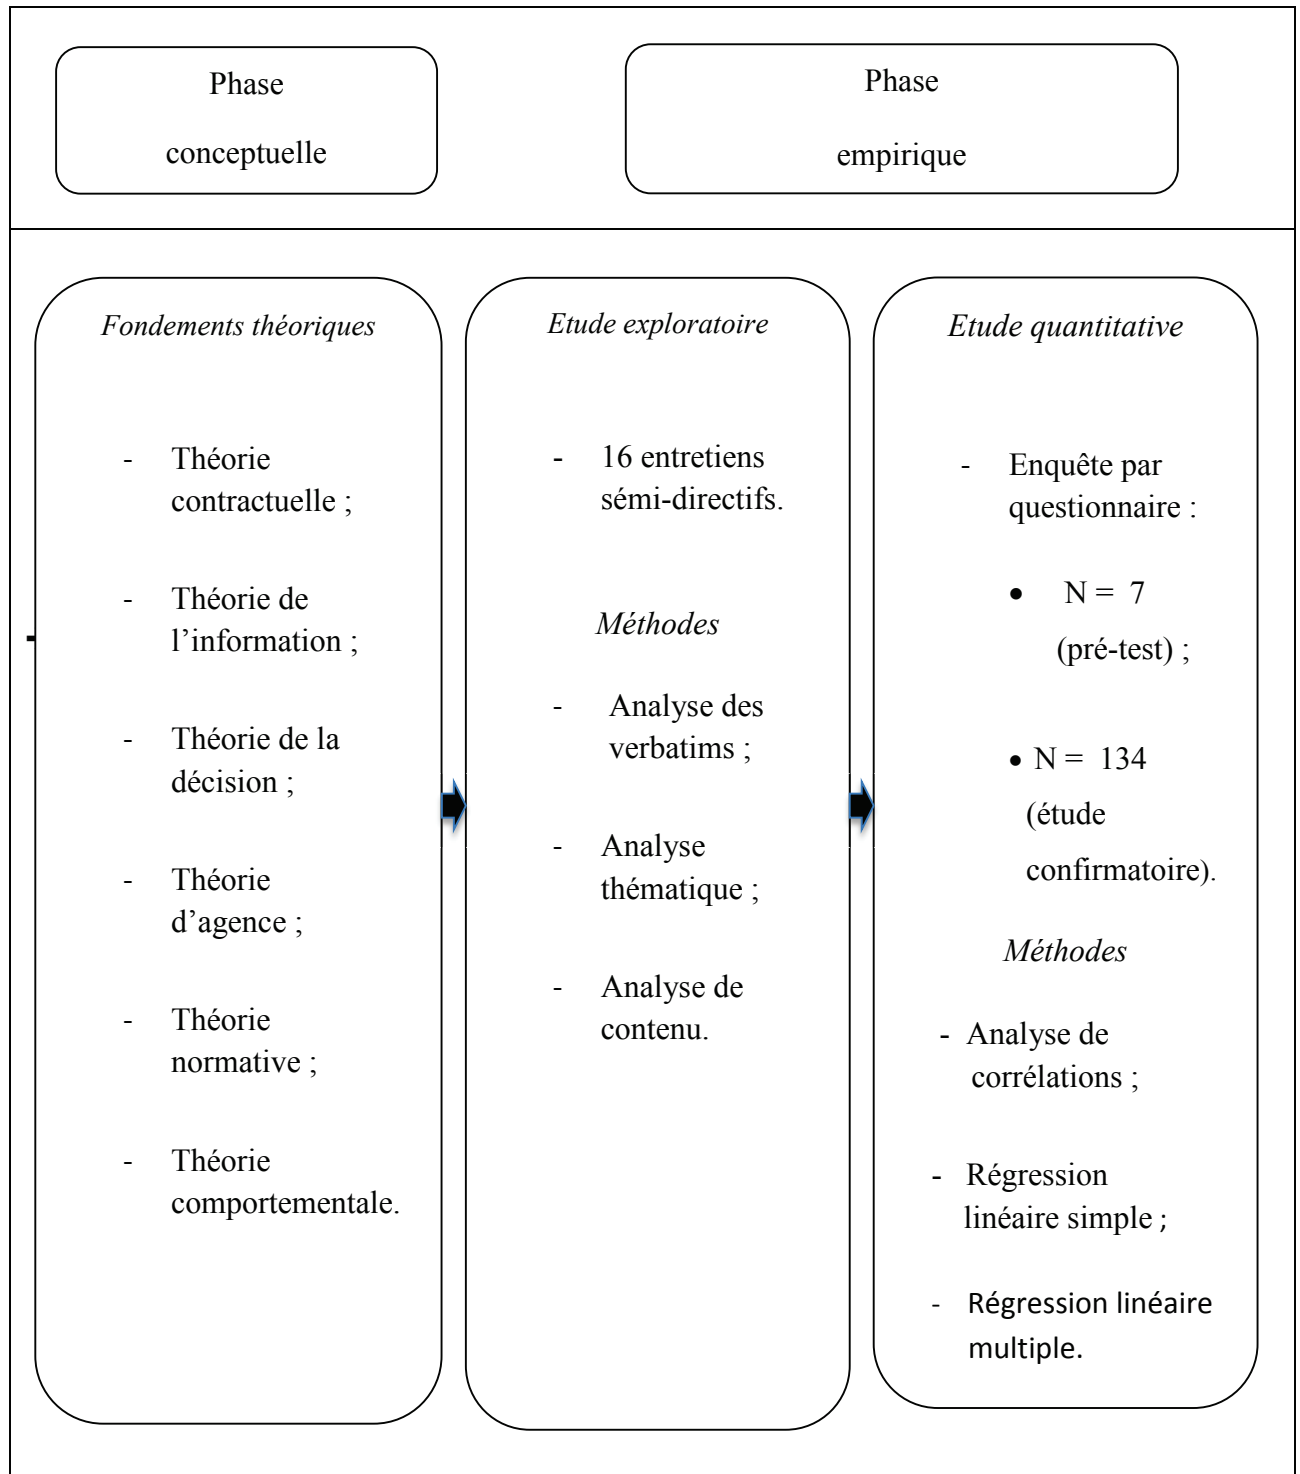 Phase
conceptuelle
Phase
empirique
Fondements théoriques
- Théorie
contractuelle ;
- Théorie de
l’information ;
- Théorie de la
décision ;
- Théorie
d’agence ;
- Théorie
normative ;
- Théorie
comportementale.
-
Etude exploratoire
- 16 entretiens
sémi-directifs.
Méthodes
- Analyse des
verbatims ;
- Analyse
thématique ;
- Analyse de
contenu.
Etude quantitative
- Enquête par
questionnaire :
• N = 7
(pré-test) ;
• N = 134
(étude
confirmatoire).
Méthodes
- Analyse de
corrélations ;
- Régression
linéaire simple ;
- Régression linéaire
multiple.